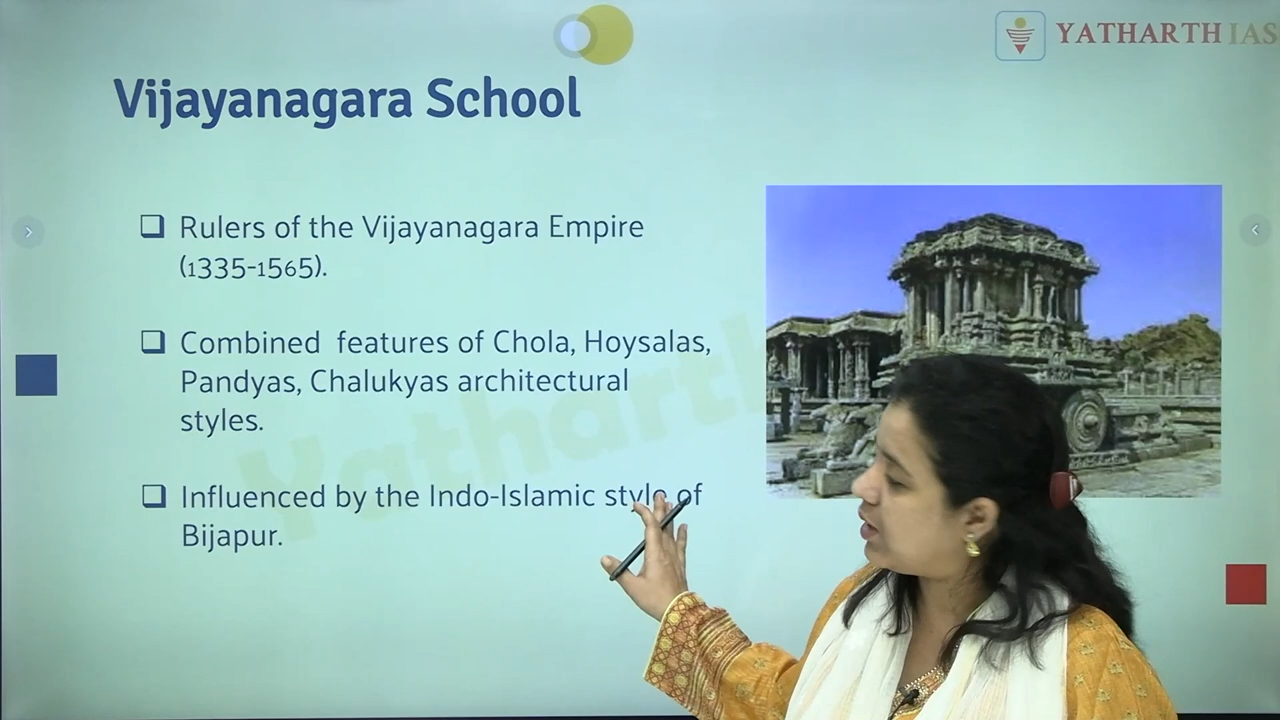 YATHARTH IAS
Vijayanagara School
❑ Rulers of the Vijayanagara Empire
(1335-1565).
❑ Combined features of Chola, Hoysalas,
Pandyas, Chalukyas architectural
styles.
❑ Influenced by the Indo-Islamic style of
Bijapur.
Yatharth